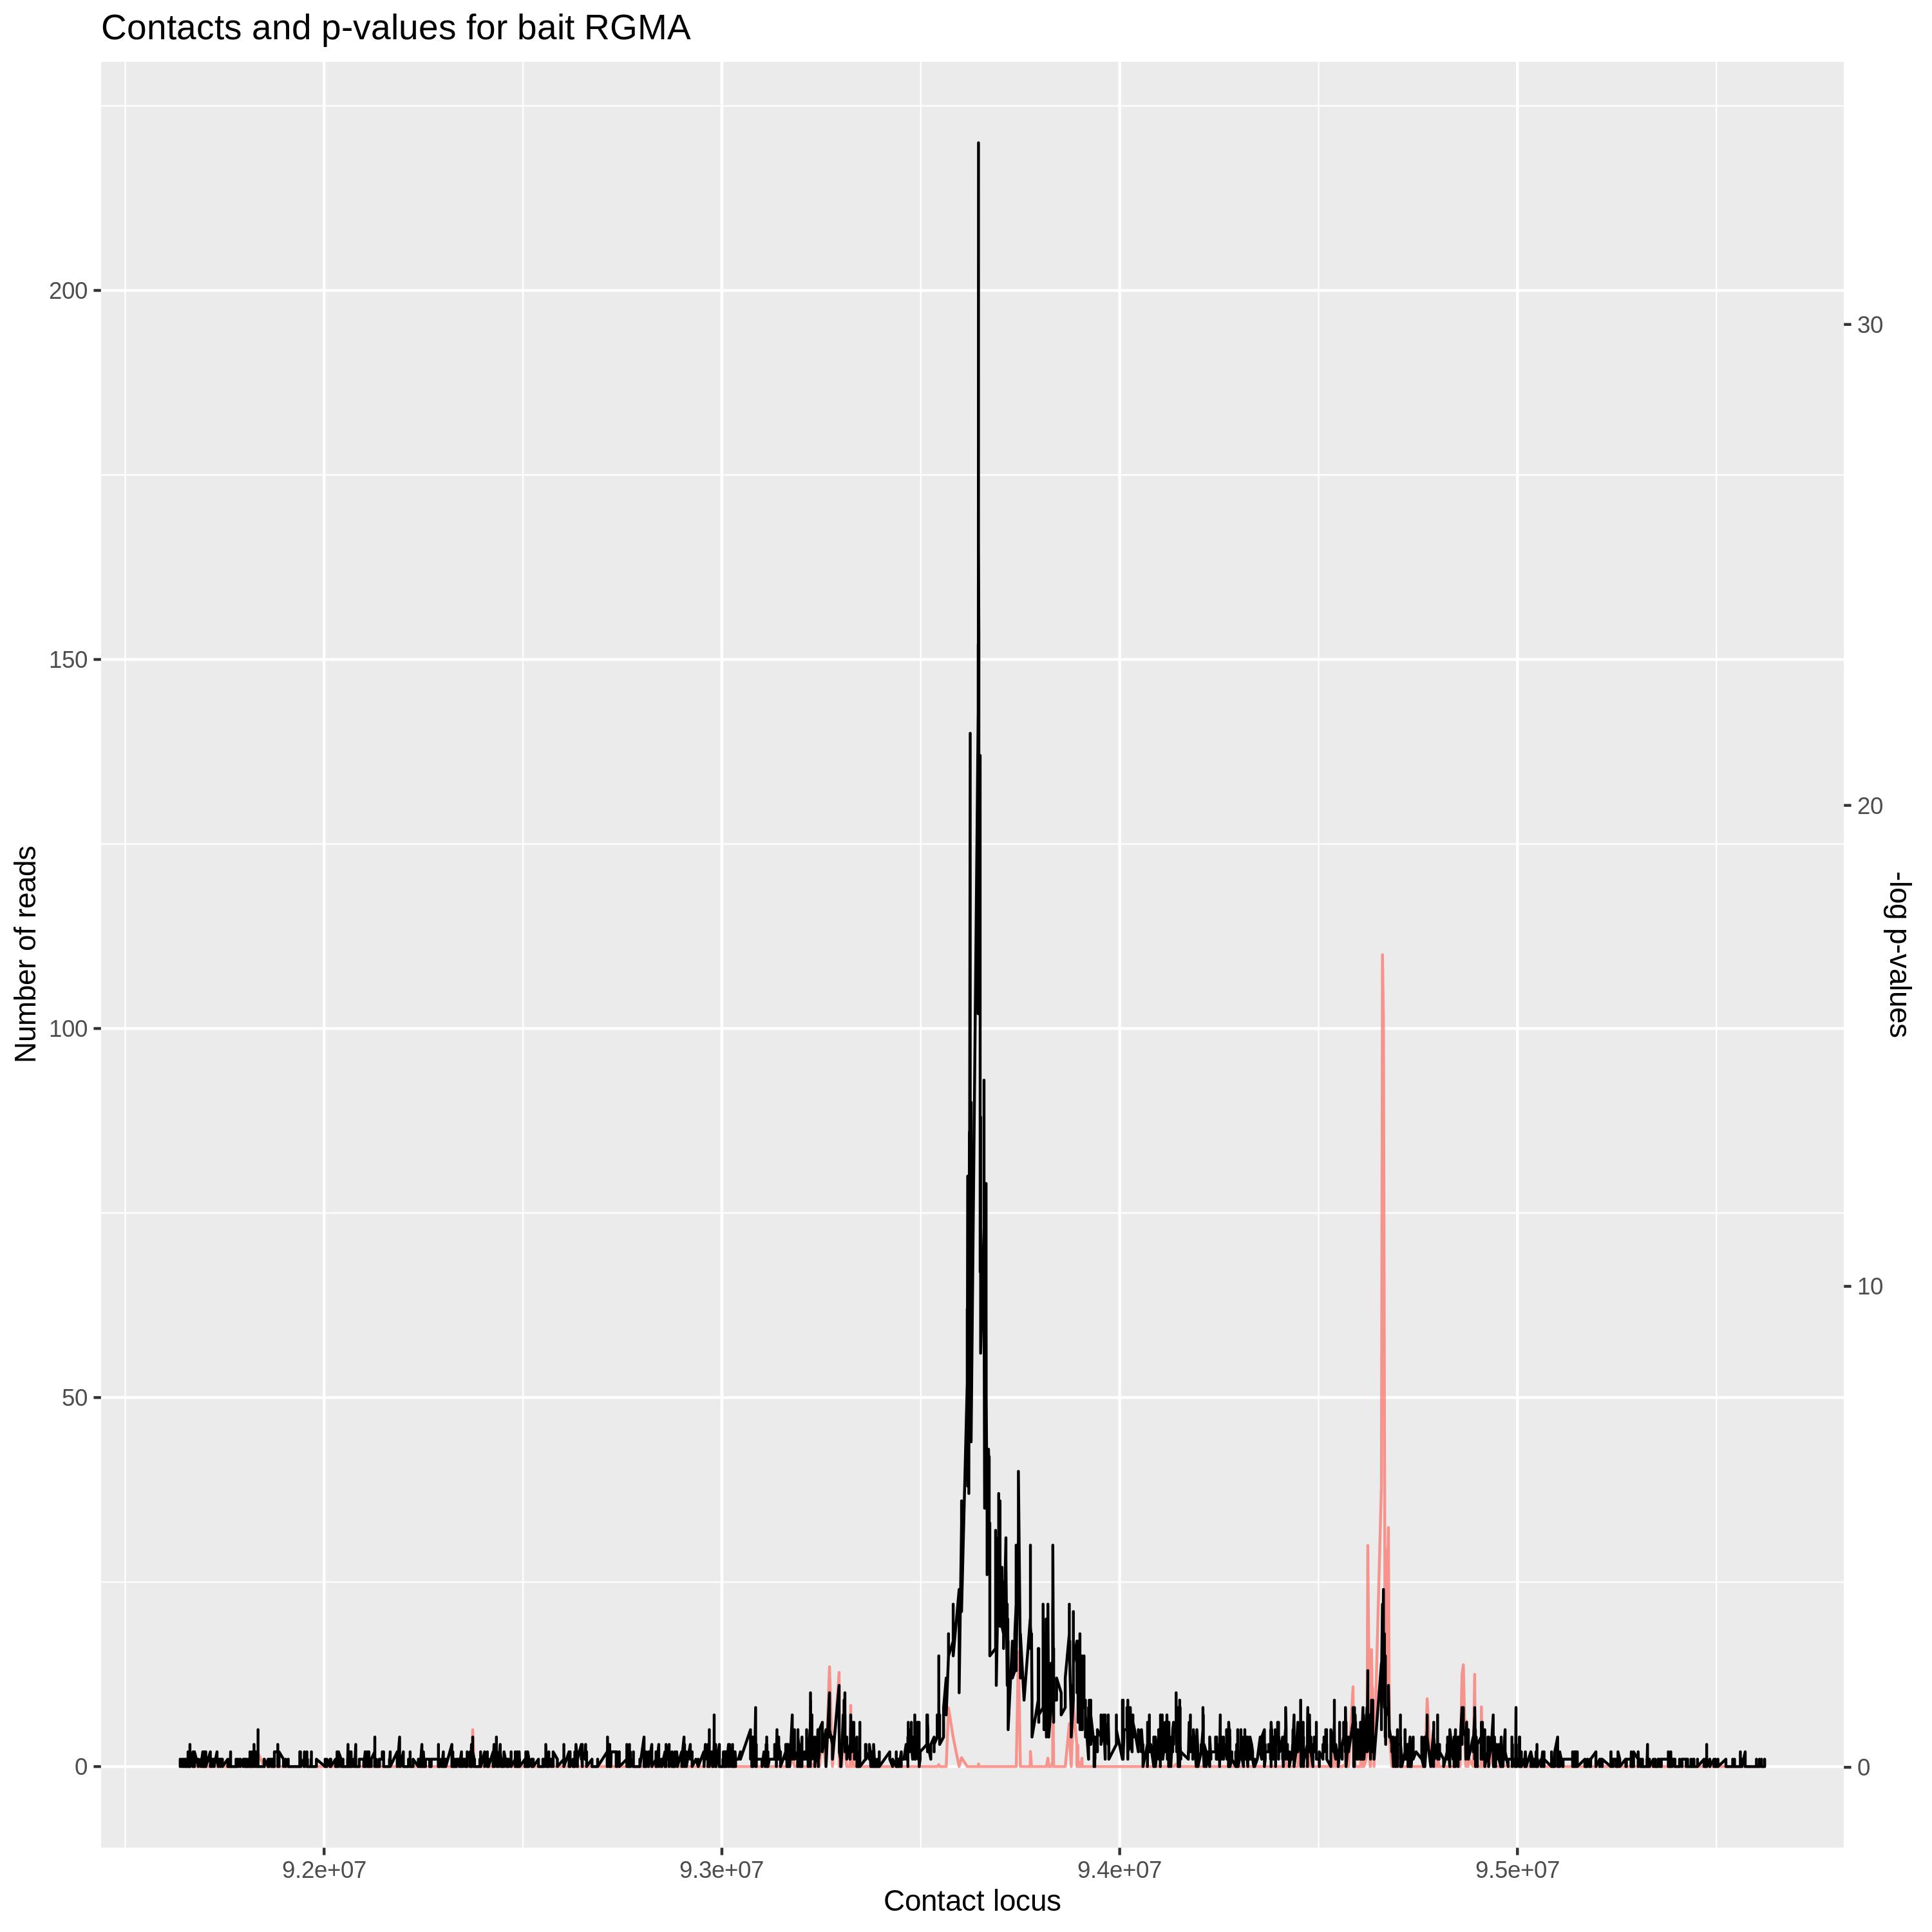 Contacts and p-values for bait RGMA
200
150
100
50
0
30
20
10
0
Number of reads
-log p-values
9.2e+07 9.3e+07 9.4e+07 9.5e+07
Contact locus